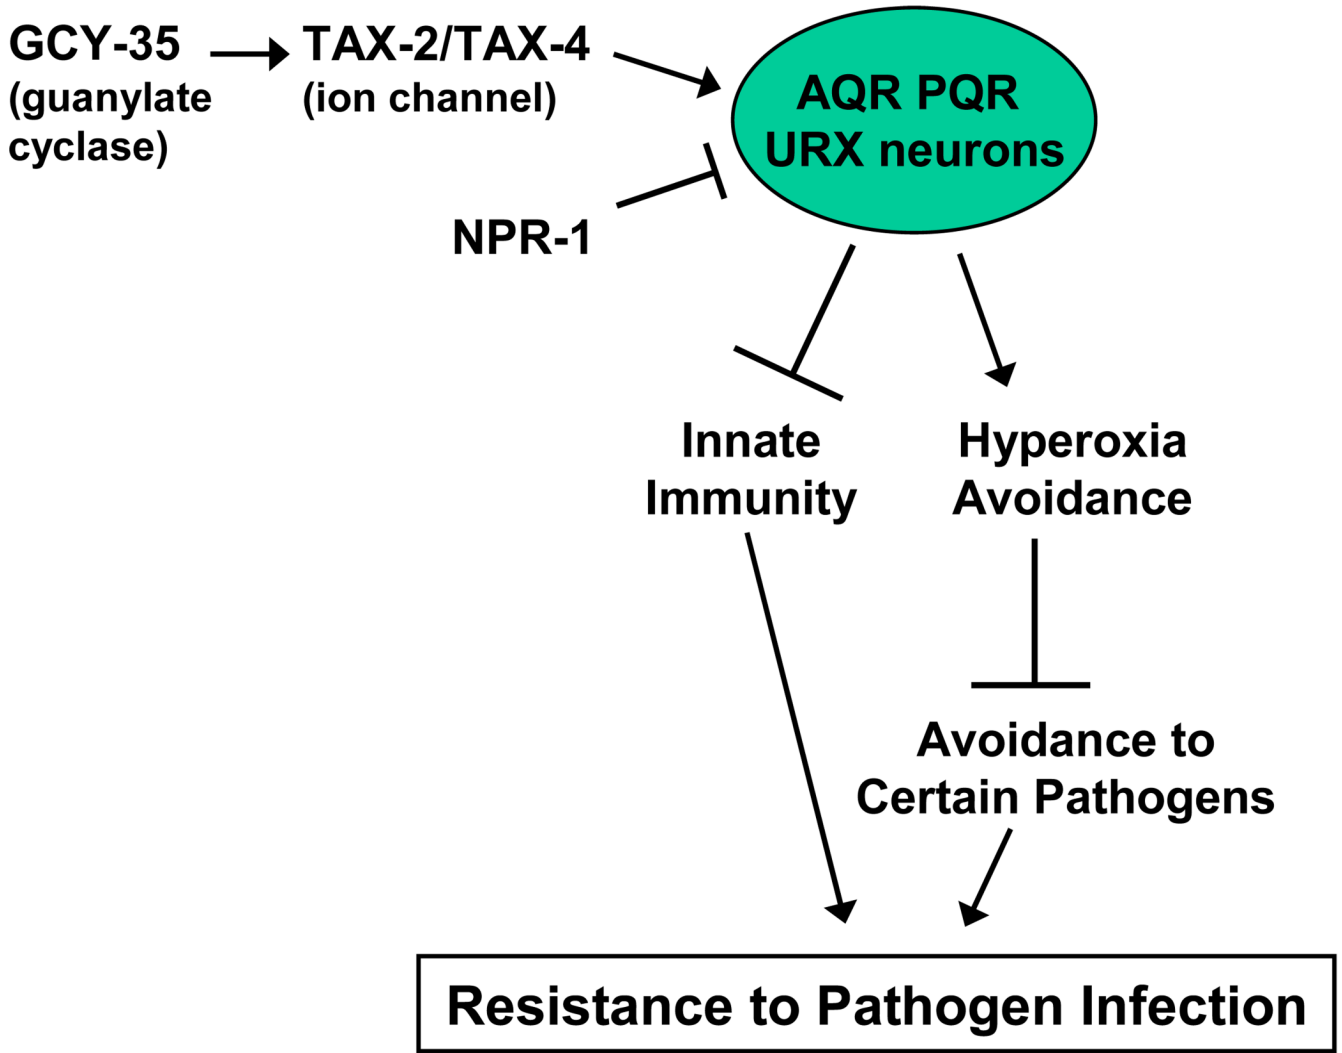 GCY-35
(guanylate
cyclase)
TAX-2/TAX-4
(ion channel)
AQR PQR
URX neurons
NPR-1
Innate
Immunity
Hyperoxia
Avoidance
Avoidance to
Certain Pathogens
Resistance to Pathogen Infection